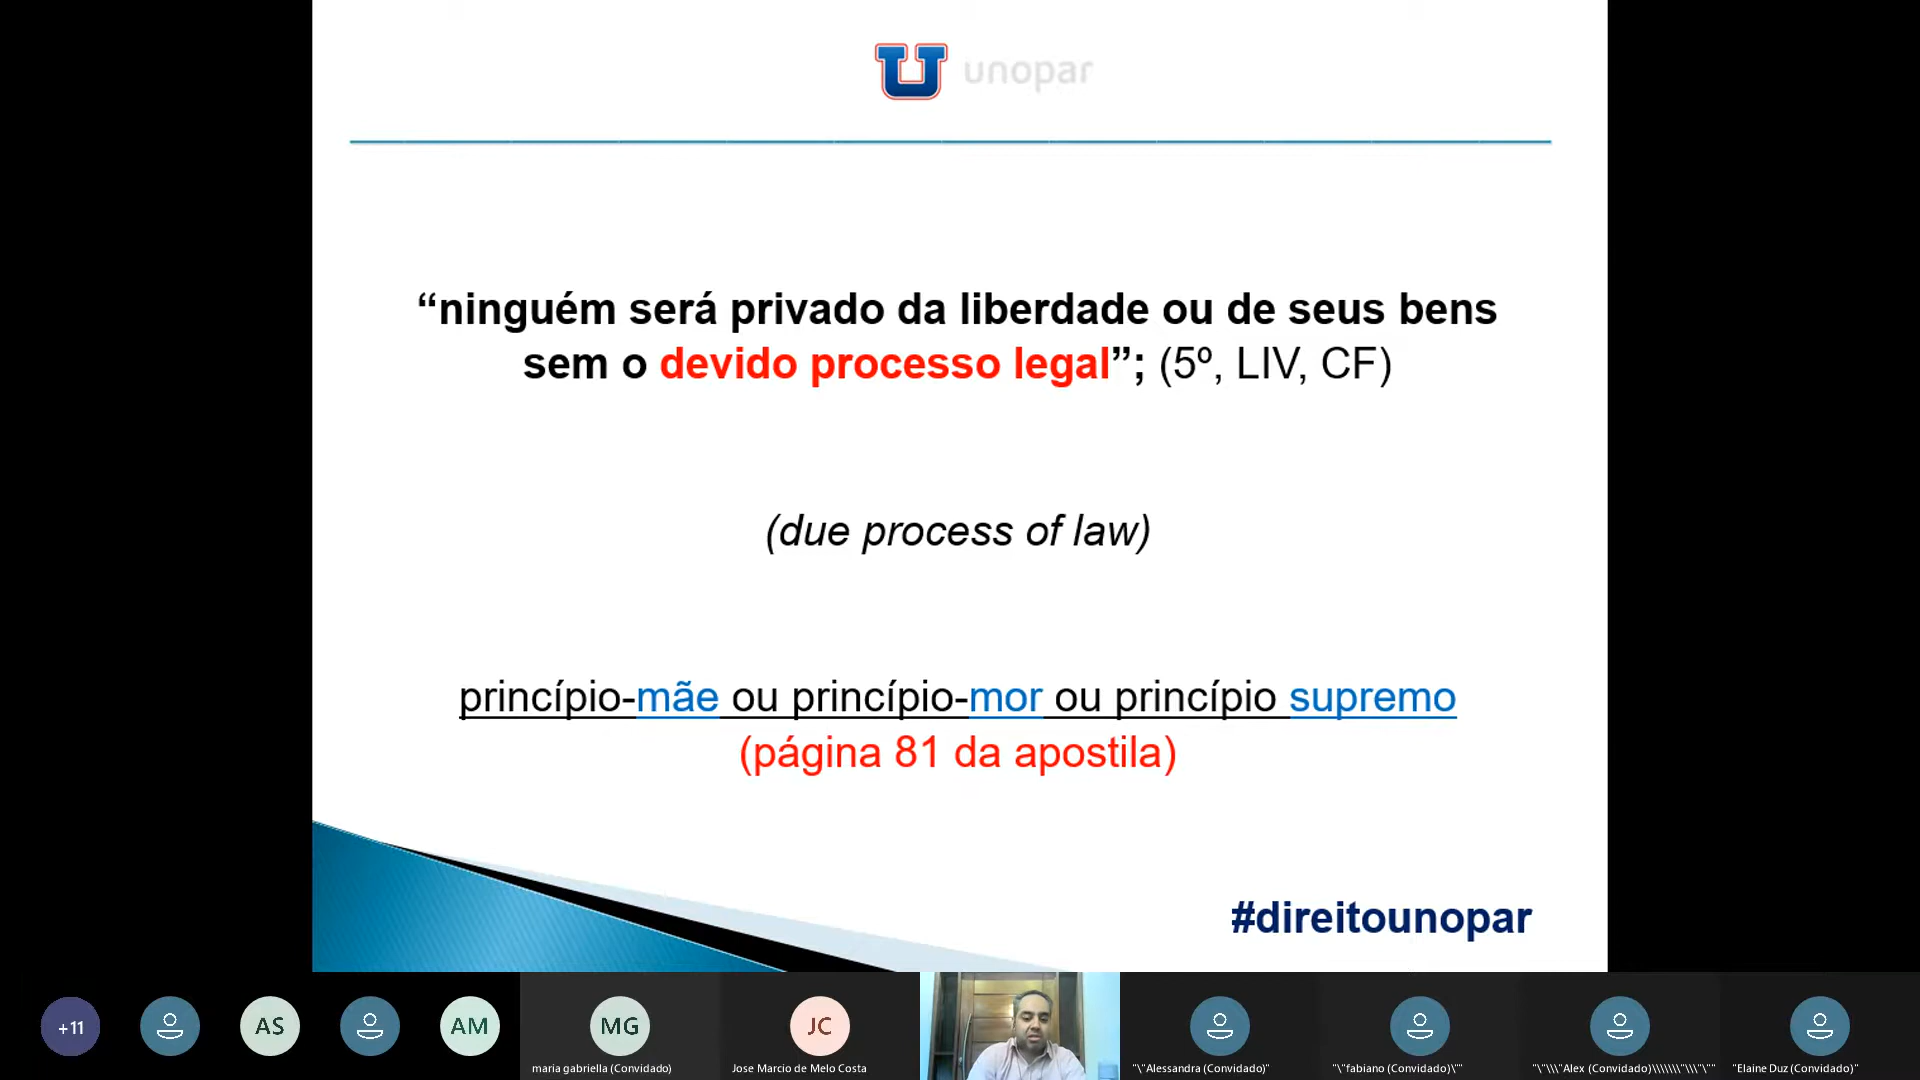 unopar
“ninguém será privado da liberdade ou de seus bens
sem o devido processo legal”; (5º, LIV, CF)
(due process of law)
princípio-mãe ou princípio-mor ou princípio supremo
(página 81 da apostila)
#direitounopar
+11
AS
AM
MG
JC
maria gabriella (Convidado)
Jose Marcio de Melo Costa
"\"Alessandra (Convidado)"
"\"fabiano (Convidado)\""
"\"\\\"Alex (Convidado)\\\\\\\"\\\"\""
"Elaine Duz (Convidado)"